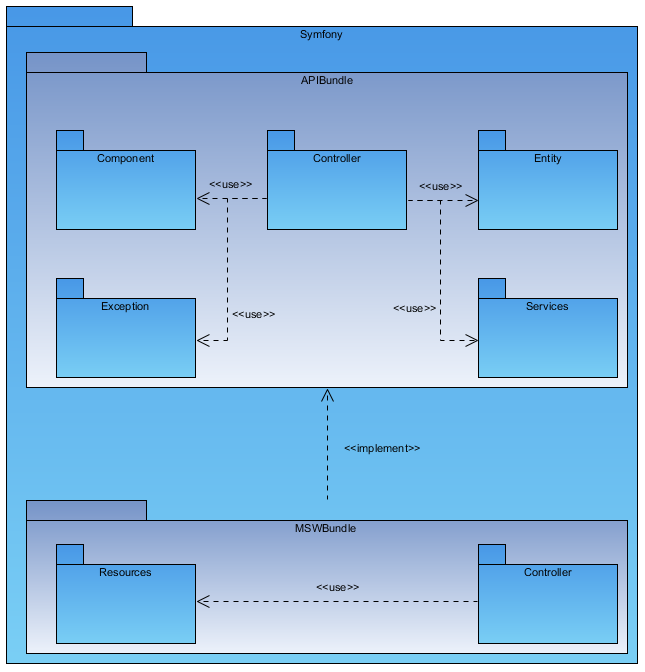 Symfony
APIBundle
Component
Controller
Entity
<<use>>
<<use>>
Exception
<<use>>
<<use>>
Services
<<implement>>
MSWBundle
Resources
<<use>>
Controller